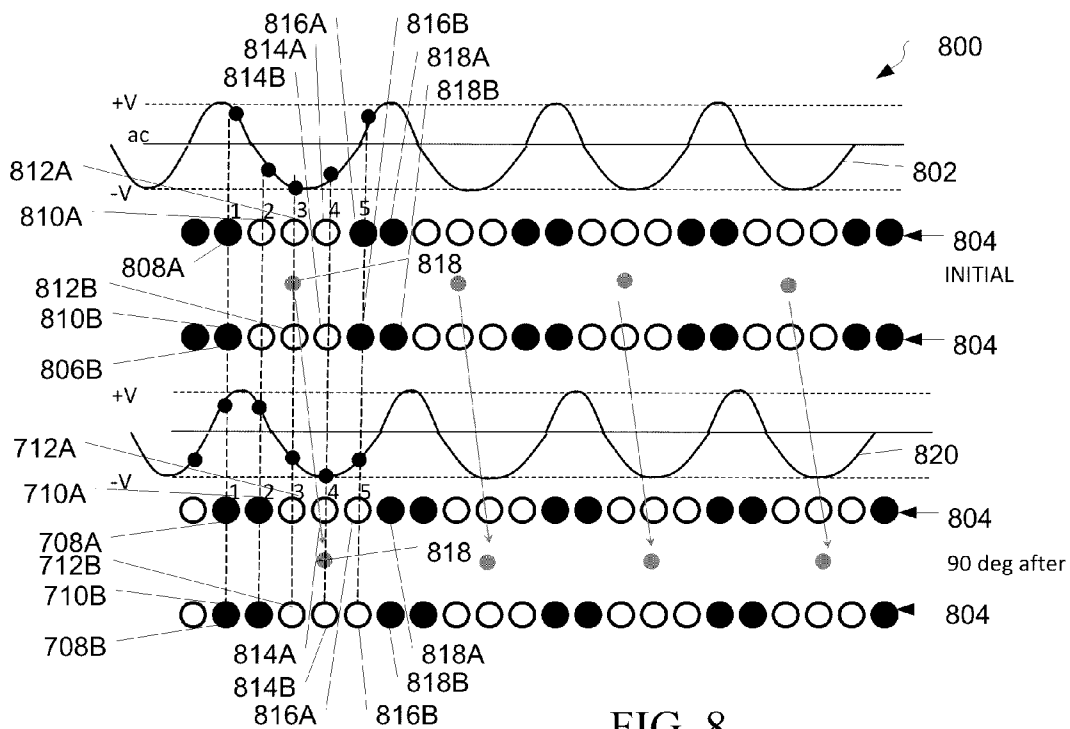 816A
816B
814A
818A
800
814B
818B
+V
ac
812A
802
-V
810A
1 2 3 4 5
804
808A
818
INITIAL
812B
810B
804
806B
+V
712A
820
-V
710A
1 2 3 4 5
804
708A
818
712B
90 deg after
710B
804
708B
814A
818A
814B
818B
816A
816B
FIG. 8